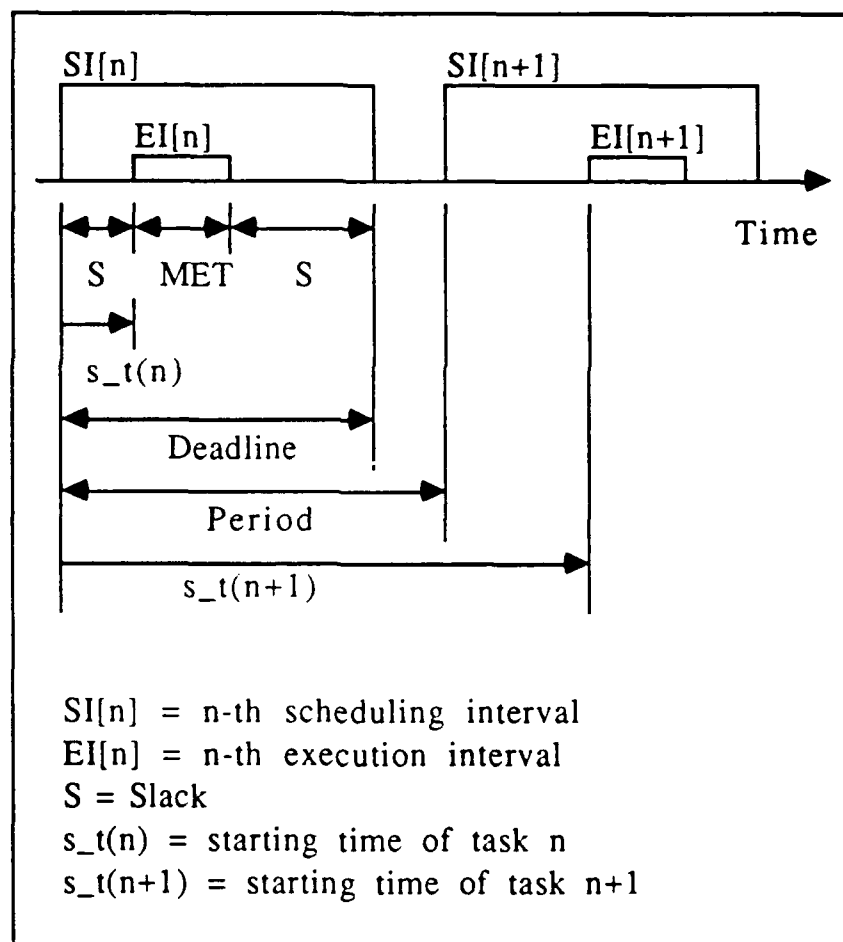 SI[n] SI[n+1]
EI[n] EI[n+1]
Time
S MET S
s_t(n)
Deadline
Period
s_t(n+1)
SI[n] = n-th scheduling interval
EI[n] = n-th execution interval
S = Slack
s_t(n) = starting time of task n
s_t(n+1) = starting time of task n+1